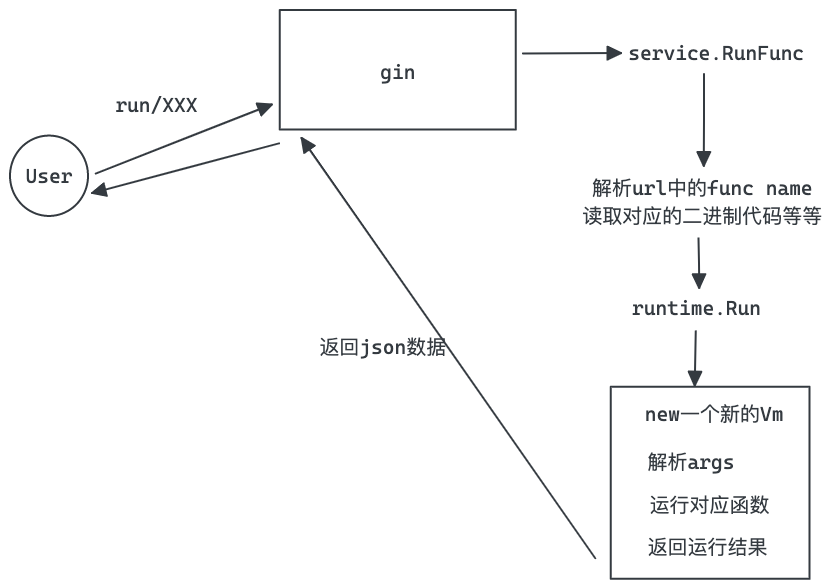 gin
service.RunFunc
run/XXX
User
解析url中的func name
读取对应的二进制代码等等
runtime.Run
返回json数据
new一个新的Vm
解析args
运行对应函数
返回运行结果